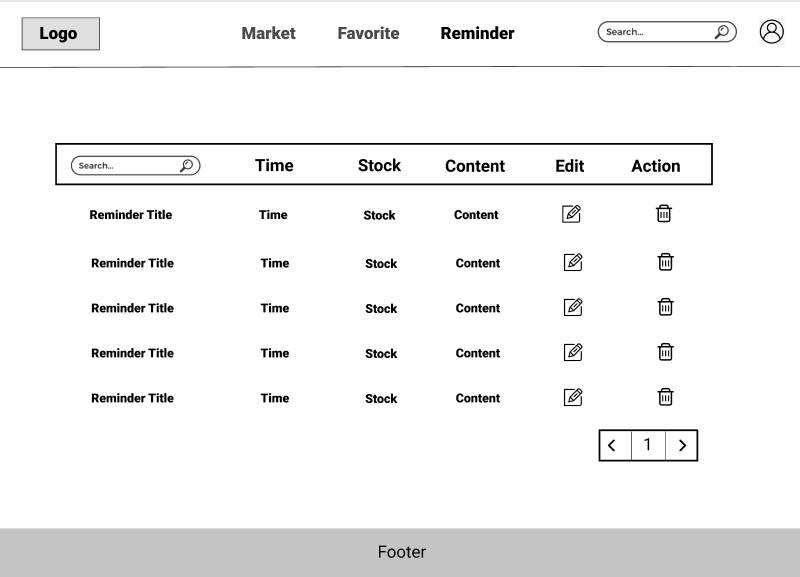 Logo Market Favorite Reminder Search...
Search... Time Stock Content Edit Action
Reminder Title Time Stock Content
Reminder Title Time Stock Content
Reminder Title Time Stock Content
Reminder Title Time Stock Content
Reminder Title Time Stock Content
< 1 >
Footer